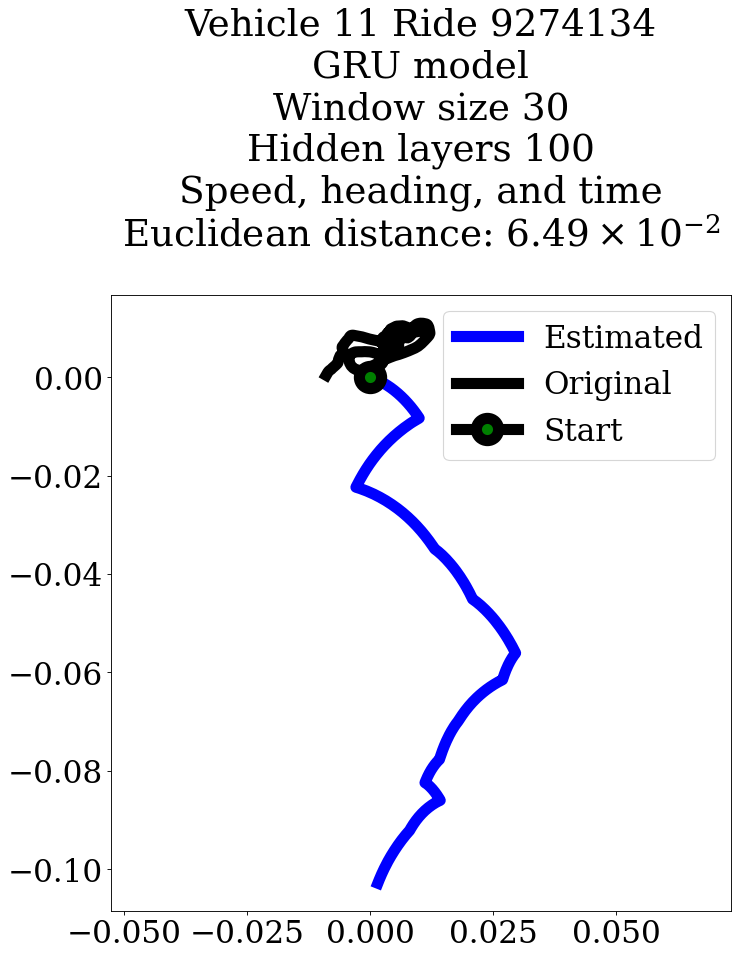 Vehicle 11 Ride 9274134
GRU model
Window size 30
Hidden layers 100
Speed, heading, and time
Euclidean distance: 6.49 × 10⁻²
Estimated
Original
Start
0.00
−0.02
−0.04
−0.06
−0.08
−0.10
−0.050 −0.025 0.000 0.025 0.050